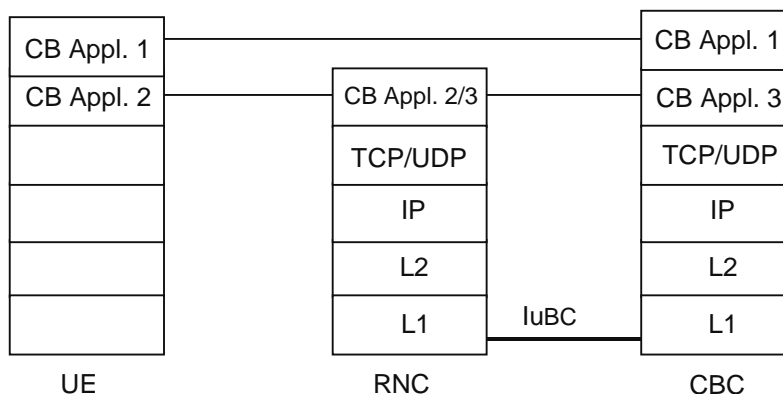 CB Appl. 1
CB Appl. 2
UE
CB Appl. 2/3
TCP/UDP
IP
L2
L1
RNC
IuBC
CB Appl. 1
CB Appl. 3
TCP/UDP
IP
L2
L1
CBC